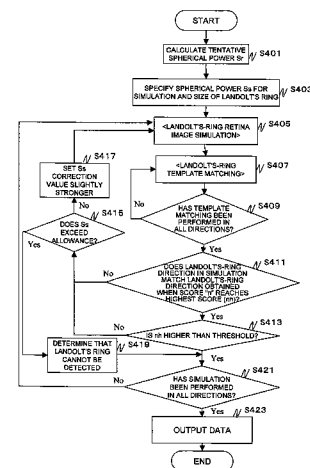 START
CALCULATE TENTATIVE
SPHERICAL POWER Sr
S401
SPECIFY SPHERICAL POWER Ss FOR
SIMULATION AND SIZE OF LANDOLT'S RING
S403
<LANDOLT'S-RING RETINA
IMAGE SIMULATION>
S405
S417
SET Ss
CORRECTION
VALUE SLIGHTLY
STRONGER
<LANDOLT'S-RING
TEMPLATE MATCHING>
S407
No
S415
DOES Ss
EXCEED
ALLOWANCE?
Yes
HAS TEMPLATE
MATCHING BEEN
PERFORMED IN
ALL DIRECTIONS?
S409
No
Yes
DOES LANDOLT'S-RING
DIRECTION IN SIMULATION
MATCH LANDOLT'S-RING
DIRECTION OBTAINED
WHEN SCORE "n" REACHES
HIGHEST SCORE (nh)?
S411
No
Yes
IS nh HIGHER THAN THRESHOLD?
S413
No
Yes
S419
DETERMINE THAT
LANDOLT'S RING
CANNOT BE
DETECTED
HAS SIMULATION
BEEN PERFORMED
IN ALL DIRECTIONS?
S421
No
Yes
S423
OUTPUT DATA
END